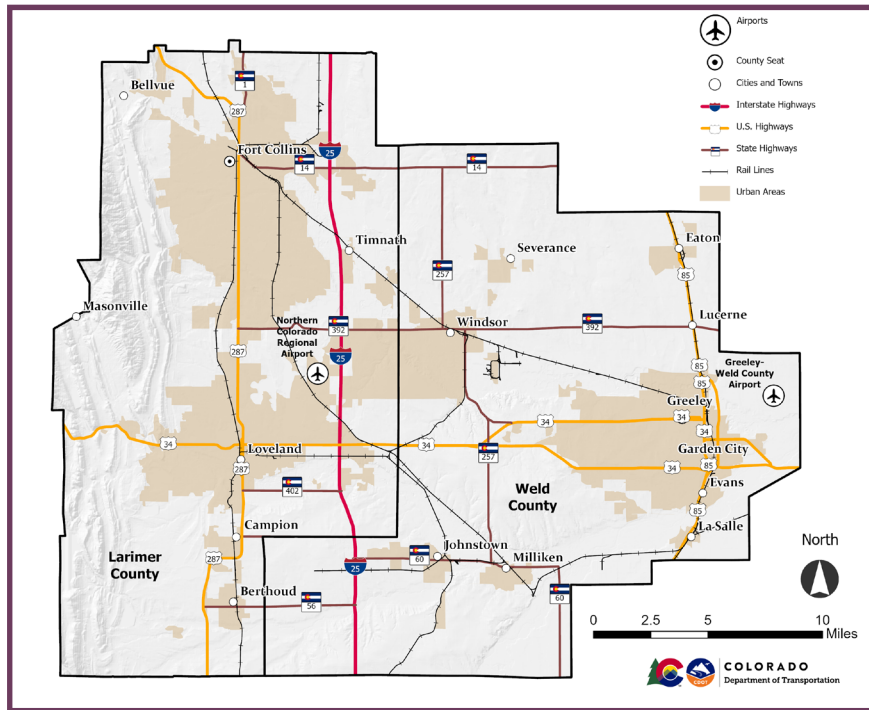 Airports
County Seat
Cities and Towns
Interstate Highways
U.S. Highways
State Highways
Rail Lines
Urban Areas
Bellvue
1
287
Fort Collins
25
14
14
Timnath
Severance
Eaton
257
85
85
Masonville
Northern
Colorado
Regional
Airport
392
Windsor
392
Lucerne
287
25
85
85
Greeley-
Weld County
Airport
Greeley
34
34
34
34
34
Loveland
287
257
34
Garden City
85
34
402
Weld
County
Evans
85
Campion
La Salle
Larimer
County
287
25
Johnstown
60
Milliken
60
Berthoud
56
North
0
2.5
5
10
Miles
COLORADO
Department of Transportation
CDOT